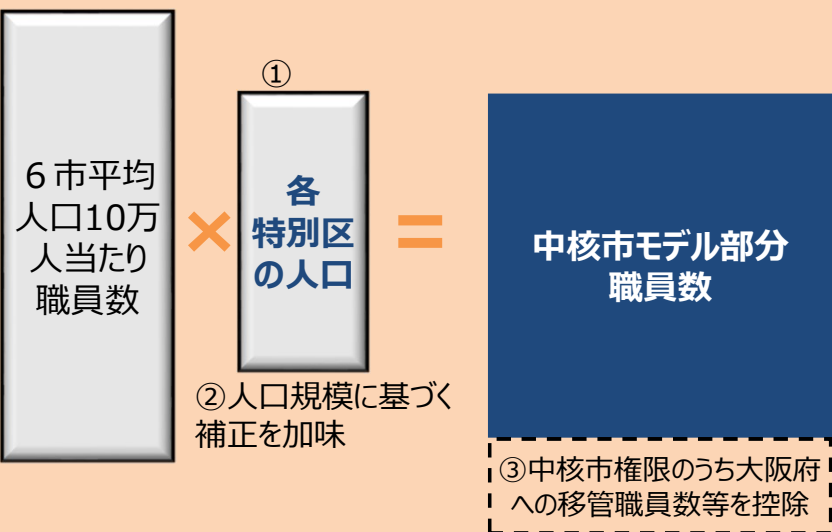 ６市平均
人口10万
人当たり
職員数
×
①
各
特別区
の人口
②人口規模に基づく
補正を加味
＝
中核市モデル部分
職員数
③中核市権限のうち大阪府
への移管職員数等を控除